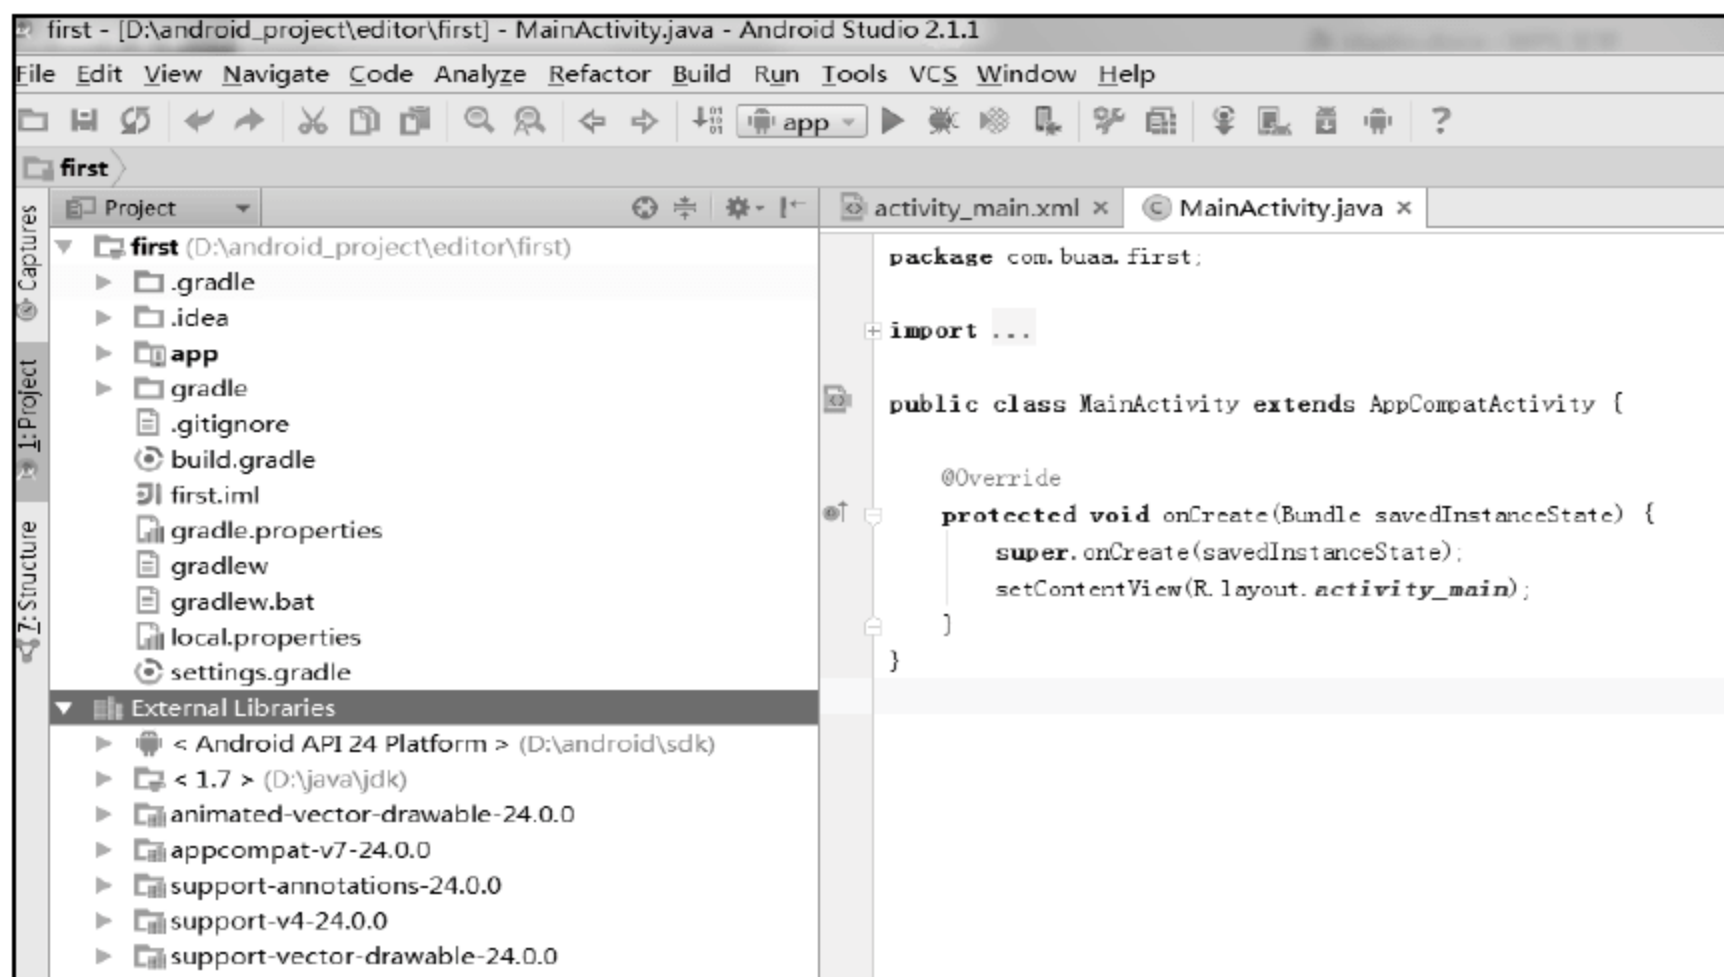 first - [D:\android_project\editor\first] - MainActivity.java - Android Studio 2.1.1
File Edit View Navigate Code Analyze Refactor Build Run Tools VCS Window Help
app
?
first
Captures
1: Project
7: Structure
Project
first (D:\android_project\editor\first)
.gradle
.idea
app
gradle
.gitignore
build.gradle
first.iml
gradle.properties
gradlew
gradlew.bat
local.properties
settings.gradle
External Libraries
< Android API 24 Platform > (D:\android\sdk)
< 1.7 > (D:\java\jdk)
animated-vector-drawable-24.0.0
appcompat-v7-24.0.0
support-annotations-24.0.0
support-v4-24.0.0
support-vector-drawable-24.0.0
activity_main.xml × MainActivity.java ×
package com.buaa.first;
import ...
public class MainActivity extends AppCompatActivity {
@Override
protected void onCreate(Bundle savedInstanceState) {
super.onCreate(savedInstanceState);
setContentView(R.layout.activity_main);
}
}